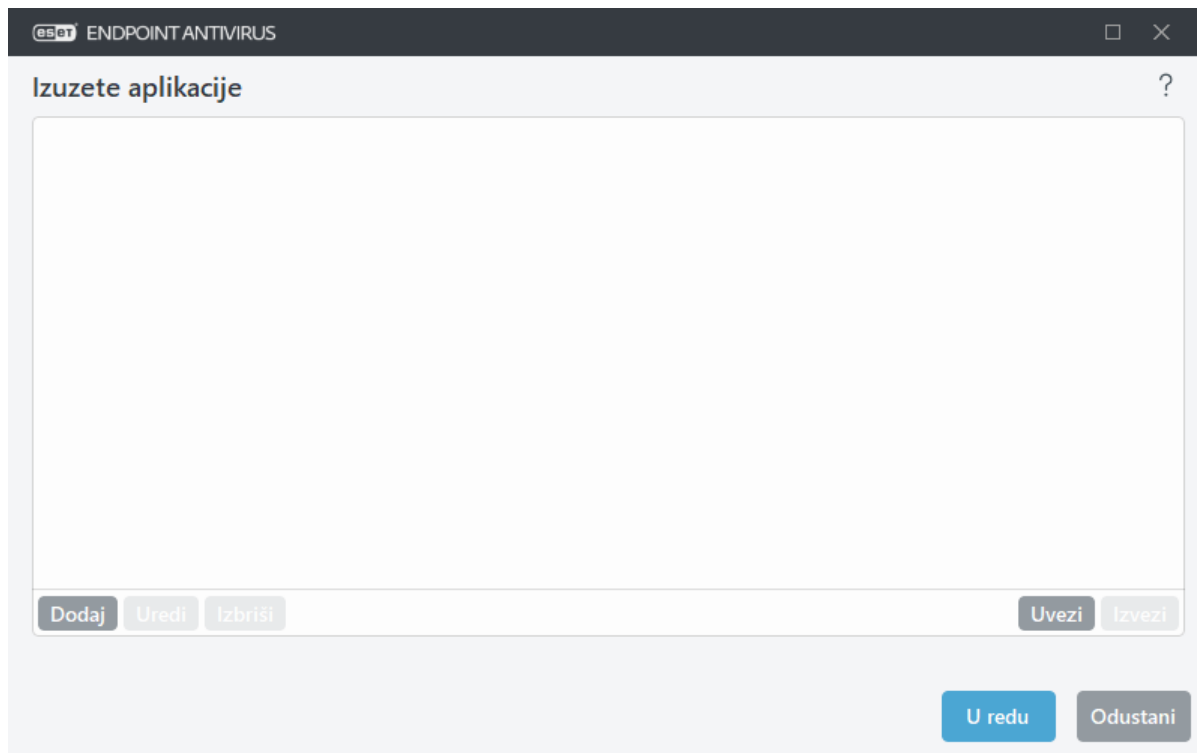 eset ENDPOINT ANTIVIRUS
Izuzete aplikacije
?
Dodaj Uredi Izbriši Uvezi Izvezi
U redu Odustani